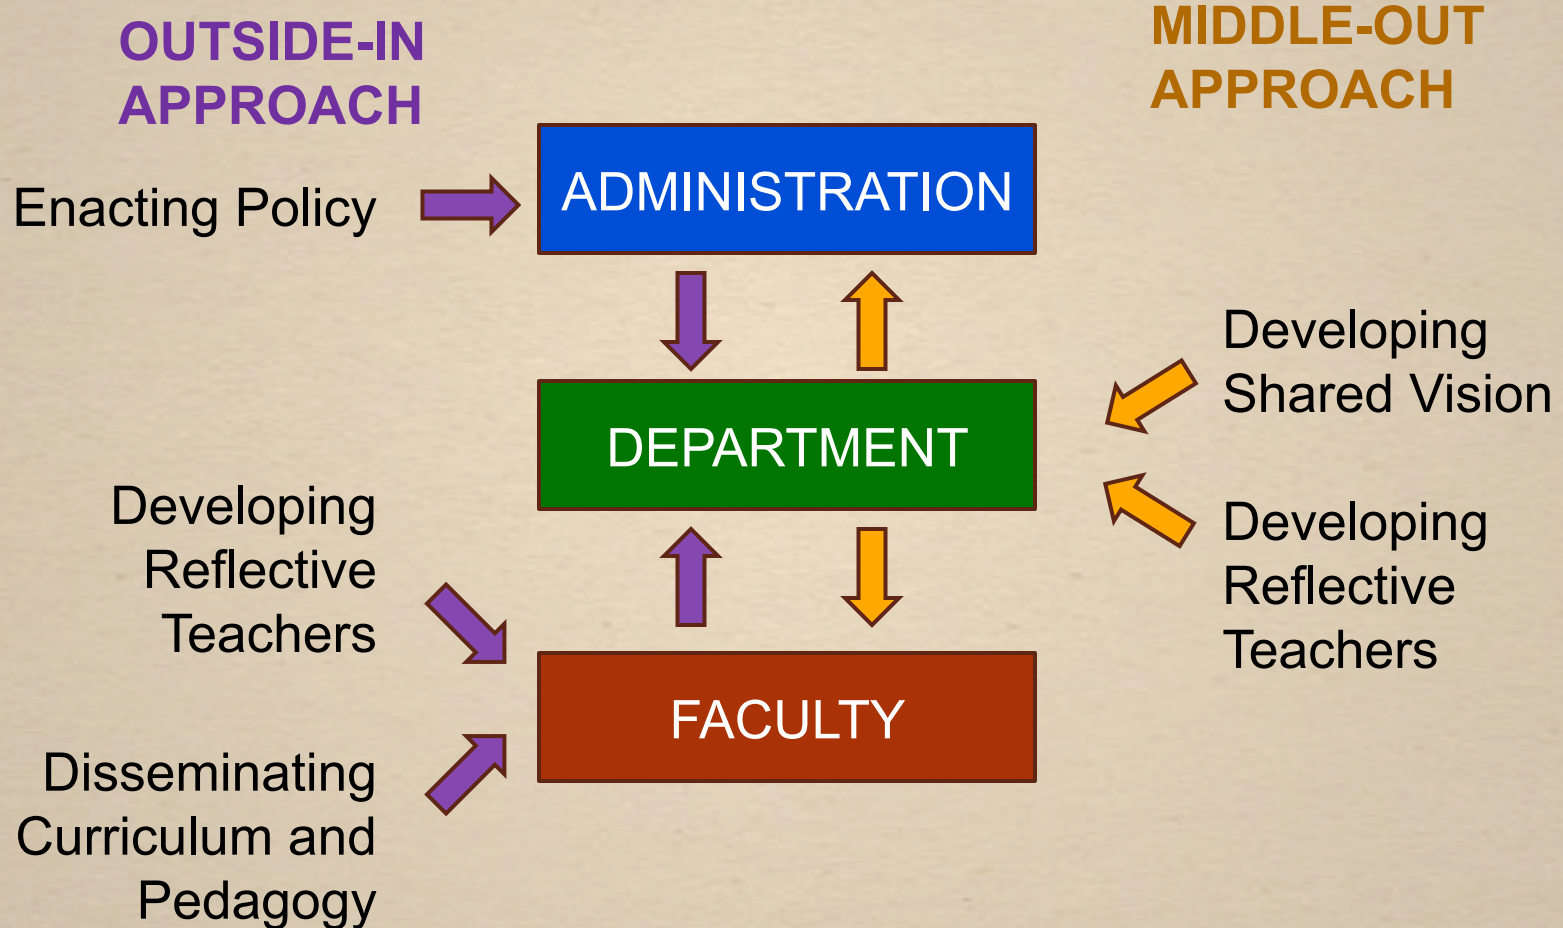 OUTSIDE-IN
APPROACH
MIDDLE-OUT
APPROACH
Enacting Policy
ADMINISTRATION
DEPARTMENT
Developing
Shared Vision
Developing
Reflective
Teachers
Developing
Reflective
Teachers
FACULTY
Disseminating
Curriculum and
Pedagogy